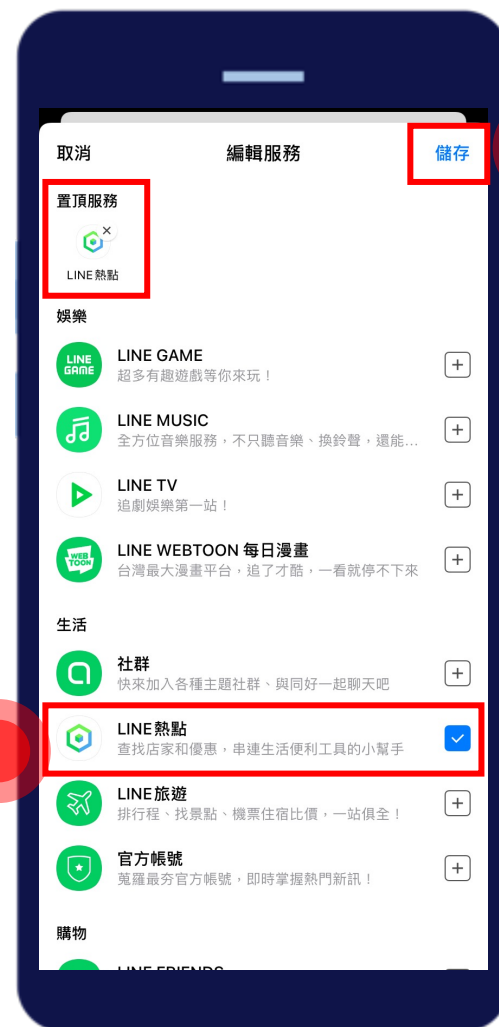 取消
編輯服務
儲存
置頂服務
LINE熱點
娛樂
LINE GAME
LINE GAME
超多有趣遊戲等你來玩！
LINE MUSIC
全方位音樂服務，不只聽音樂、換鈴聲，還能...
LINE TV
追劇娛樂第一站！
WEB TOON
LINE WEBTOON 每日漫畫
台灣最大漫畫平台，追了才酷，一看就停不下來
生活
社群
快來加入各種主題社群、與同好一起聊天吧
LINE熱點
查找店家和優惠，串連生活便利工具的小幫手
LINE旅遊
排行程、找景點、機票住宿比價，一站俱全！
官方帳號
蒐羅最夯官方帳號，即時掌握熱門新訊！
購物
LINE FRIENDS